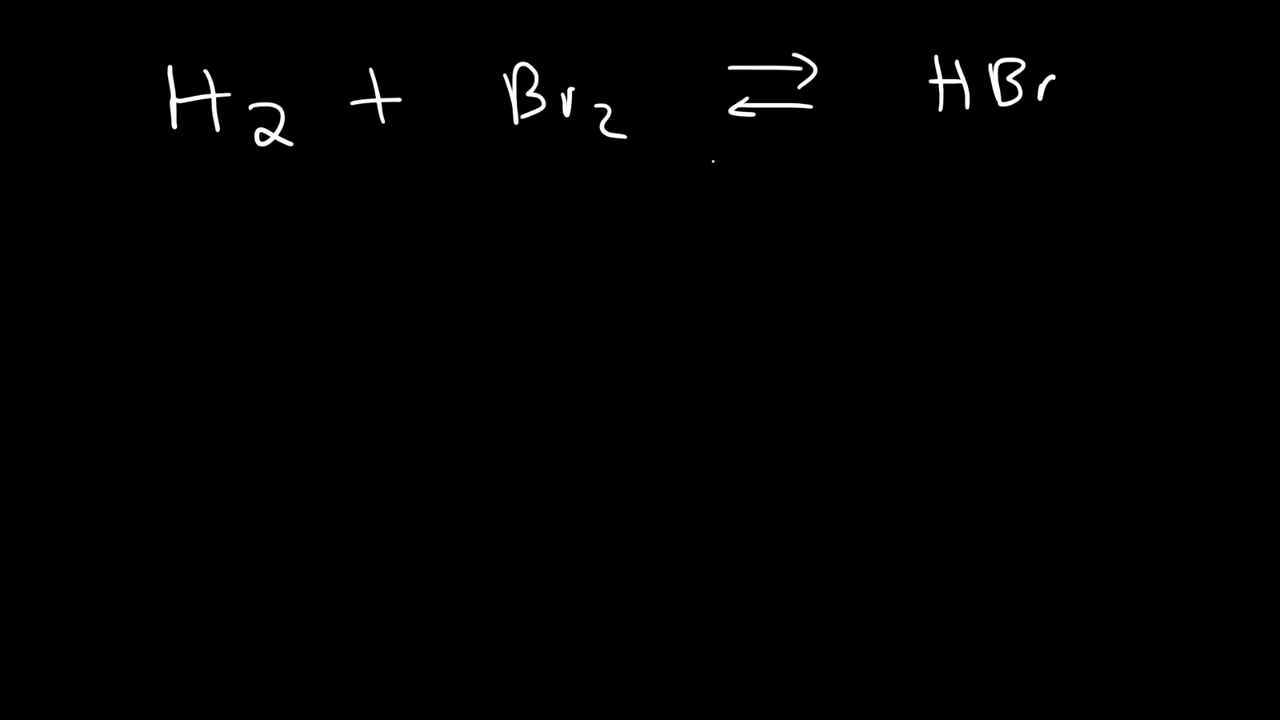 H₂ + Br₂ ⇄ HBr